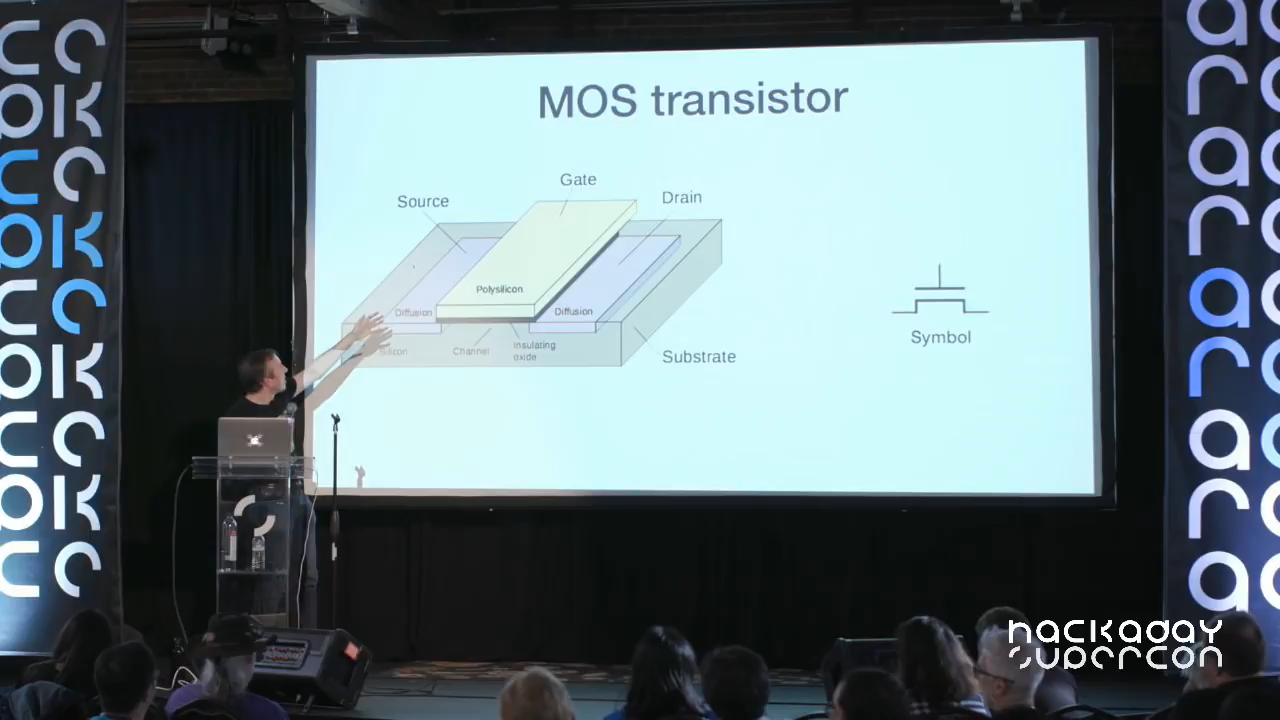 MOS transistor
Gate
Source
Drain
Polysilicon
Diffusion
Diffusion
Silicon
Channel
Insulating
oxide
Substrate
Symbol
hackaday
supercon